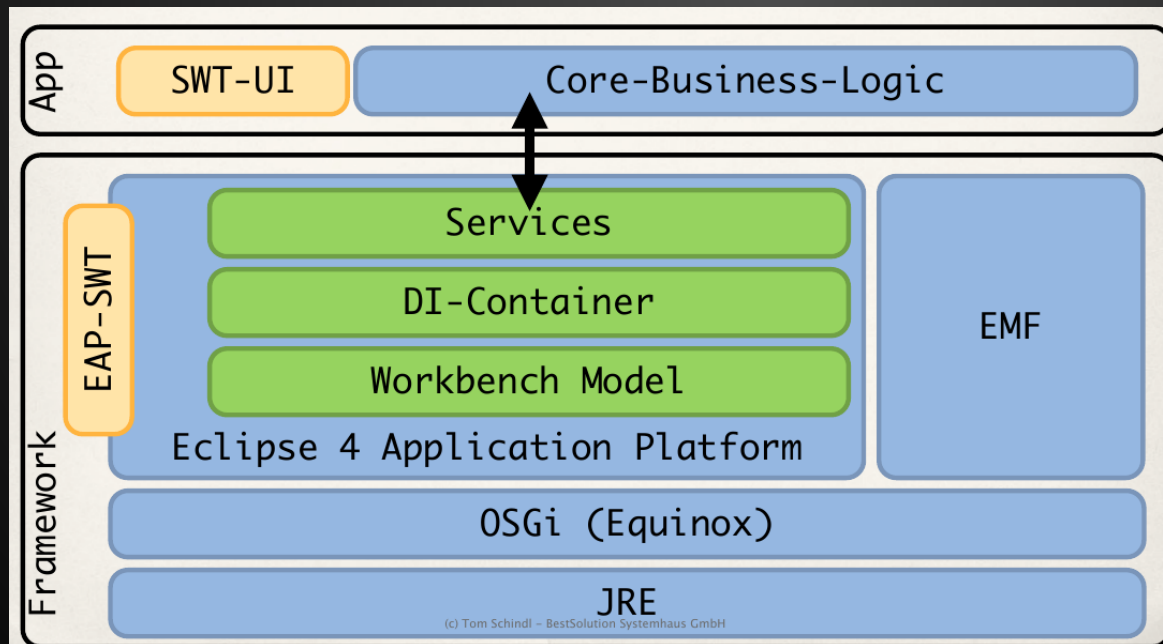 App
SWT-UI
Core-Business-Logic
Services
DI-Container
Workbench Model
Eclipse 4 Application Platform
EAP-SWT
EMF
Framework
OSGi (Equinox)
JRE
(c) Tom Schindl - BestSolution Systemhaus GmbH